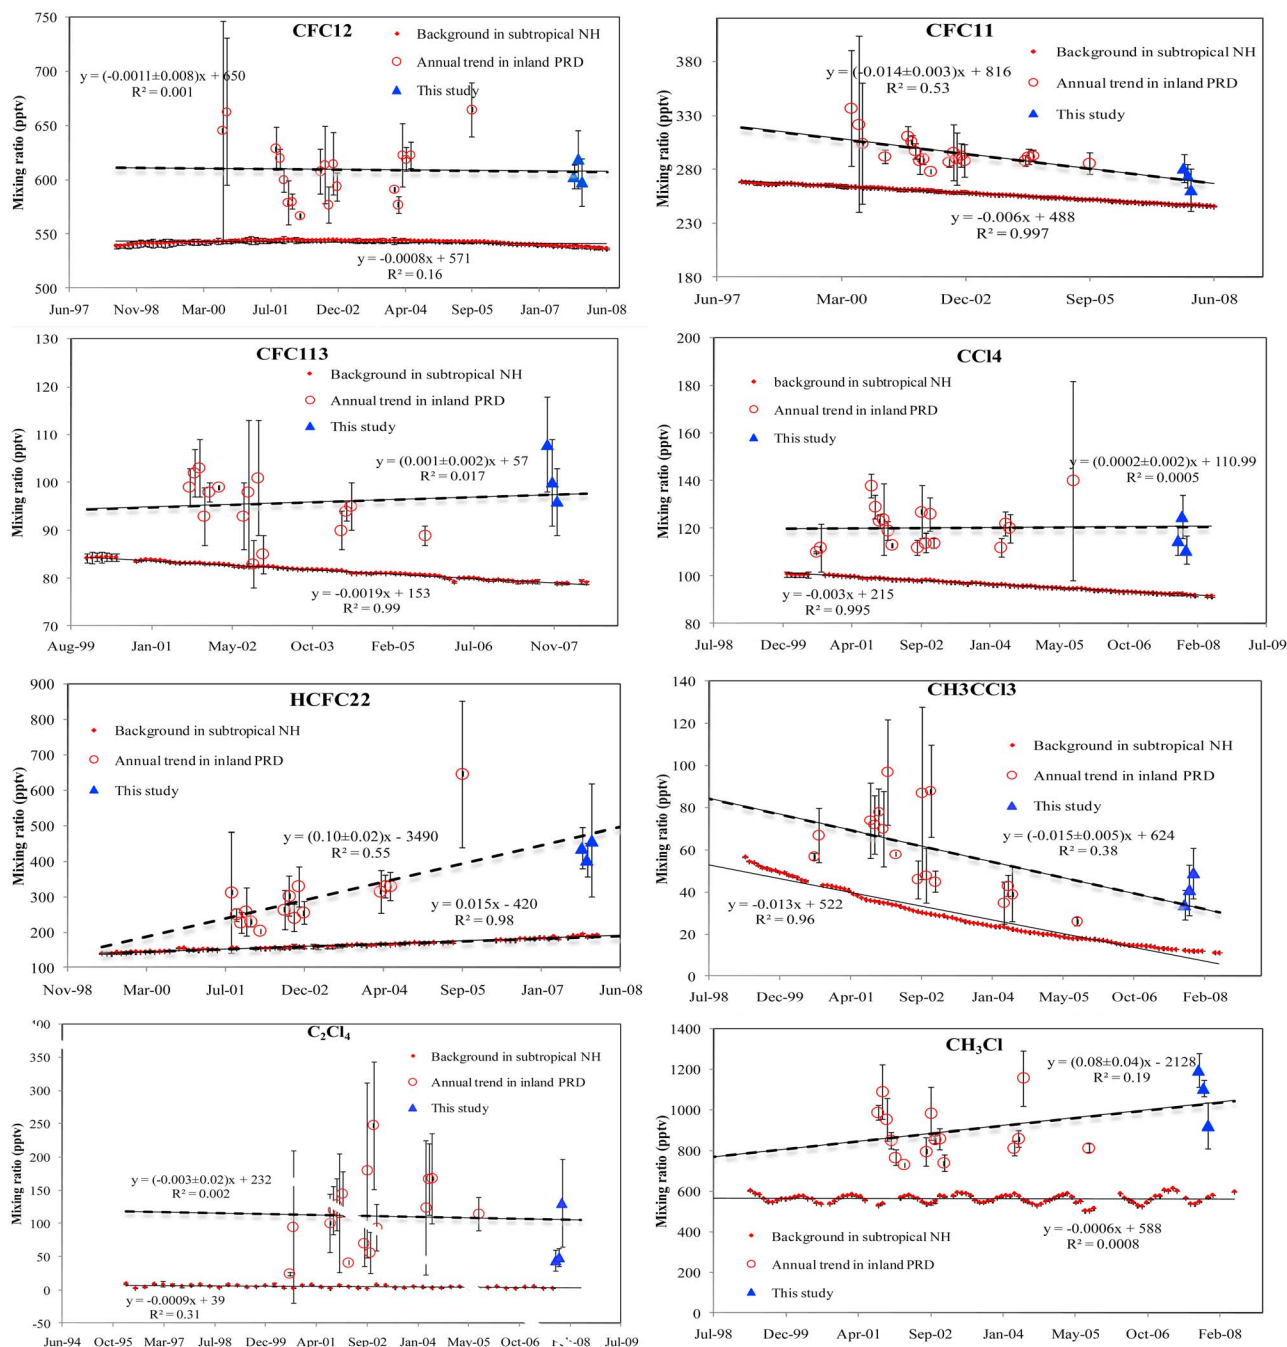 CFC12
Background in subtropical NH
Annual trend in inland PRD
This study
y = (-0.0011±0.008)x + 650
R² = 0.001
y = -0.0008x + 571
R² = 0.16
Mixing ratio (pptv)
750
700
650
600
550
500
Jun-97 Nov-98 Mar-00 Jul-01 Dec-02 Apr-04 Sep-05 Jan-07 Jun-08
CFC11
Background in subtropical NH
Annual trend in inland PRD
This study
y = (-0.014±0.003)x + 816
R² = 0.53
y = -0.006x + 488
R² = 0.997
Mixing ratio (pptv)
380
330
280
230
180
Jun-97 Mar-00 Dec-02 Sep-05 Jun-08
CFC113
Background in subtropical NH
Annual trend in inland PRD
This study
y = (0.001±0.002)x + 57
R² = 0.017
y = -0.0019x + 153
R² = 0.99
Mixing ratio (pptv)
130
120
110
100
90
80
70
Aug-99 Jan-01 May-02 Oct-03 Feb-05 Jul-06 Nov-07
CCl4
background in subtropical NH
Annual trend in inland PRD
This study
y = (0.0002±0.002)x + 110.99
R² = 0.0005
y = -0.003x + 215
R² = 0.995
Mixing ratio (pptv)
200
180
160
140
120
100
80
Jul-98 Dec-99 Apr-01 Sep-02 Jan-04 May-05 Oct-06 Feb-08 Jul-09
HCFC22
Background in subtropical NH
Annual trend in inland PRD
This study
y = (0.10±0.02)x - 3490
R² = 0.55
y = 0.015x - 420
R² = 0.98
Mixing ratio (pptv)
900
800
700
600
500
400
300
200
100
Nov-98 Mar-00 Jul-01 Dec-02 Apr-04 Sep-05 Jan-07 Jun-08
CH3CCl3
Background in subtropical NH
Annual trend in inland PRD
This study
y = (-0.015±0.005)x + 624
R² = 0.38
y = -0.013x + 522
R² = 0.96
Mixing ratio (pptv)
140
120
100
80
60
40
20
0
Jul-98 Dec-99 Apr-01 Sep-02 Jan-04 May-05 Oct-06 Feb-08
C₂Cl₄
Background in subtropical NH
Annual trend in inland PRD
This study
y = (-0.003±0.02)x + 232
R² = 0.002
y = -0.0009x + 39
R² = 0.31
Mixing ratio (pptv)
350
300
250
200
150
100
50
0
-50
Jun-94 Oct-95 Mar-97 Jul-98 Dec-99 Apr-01 Sep-02 Jan-04 May-05 Oct-06 Feb-08 Jul-09
CH₃Cl
y = (0.08±0.04)x - 2128
R² = 0.19
y = -0.0006x + 588
R² = 0.0008
Background in subtropical NH
Annual trend in inland PRD
This study
Mixing ratio (pptv)
1400
1200
1000
800
600
400
200
0
Jul-98 Dec-99 Apr-01 Sep-02 Jan-04 May-05 Oct-06 Feb-08